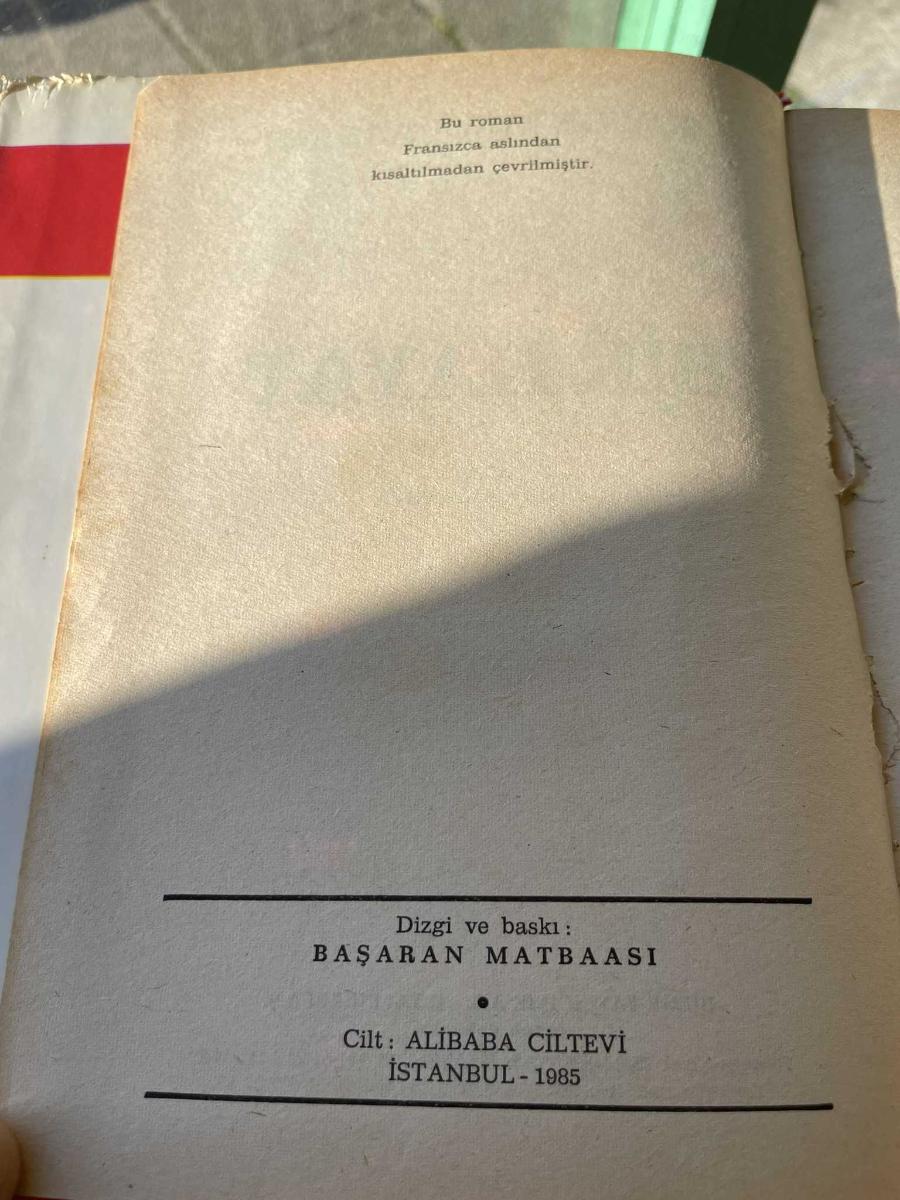 Bu roman
Fransızca aslından
kısaltılmadan çevrilmiştir.
Dizgi ve baskı :
BAŞARAN MATBAASI
●
Cilt : ALİBABA CİLTEVİ
İSTANBUL - 1985